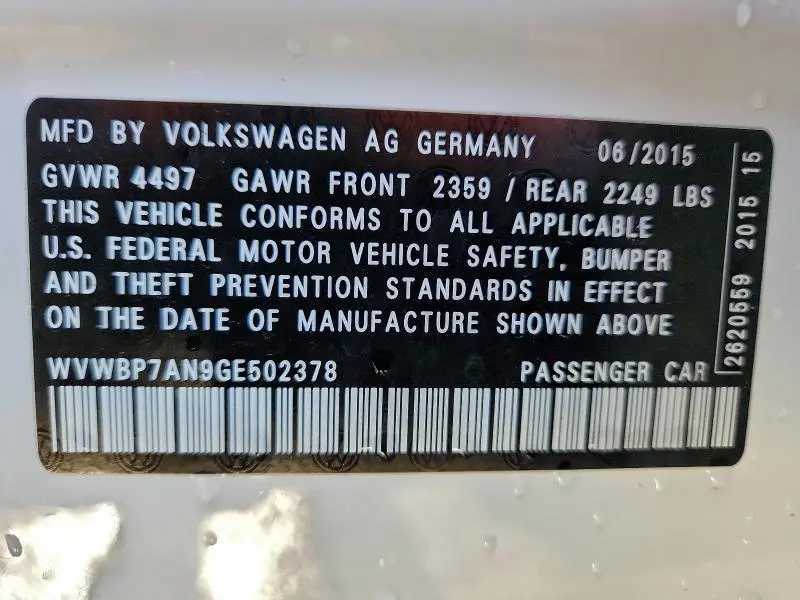 MFD BY VOLKSWAGEN AG GERMANY 06/2015
GVWR 4497 GAWR FRONT 2359 / REAR 2249 LBS
THIS VEHICLE CONFORMS TO ALL APPLICABLE
U.S. FEDERAL MOTOR VEHICLE SAFETY, BUMPER
AND THEFT PREVENTION STANDARDS IN EFFECT
ON THE DATE OF MANUFACTURE SHOWN ABOVE
WVWBP7AN9GE502378 PASSENGER CAR
2620559 2015 15